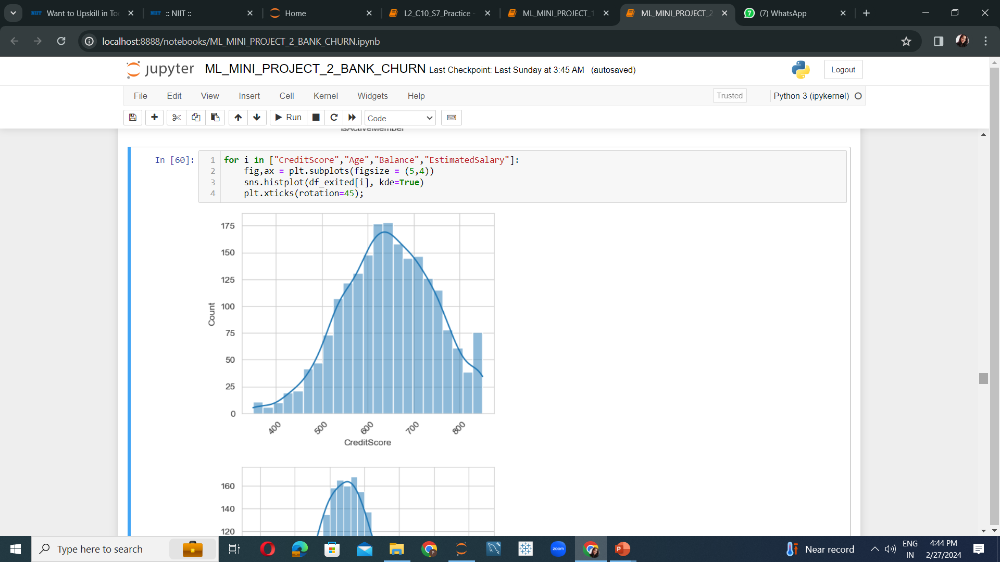 Want to Upskill in Too
:: NIIT ::
Home
L2_C10_S7_Practice -
ML_MINI_PROJECT_1
ML_MINI_PROJECT_2
(7) WhatsApp
localhost:8888/notebooks/ML_MINI_PROJECT_2_BANK_CHURN.ipynb
jupyter ML_MINI_PROJECT_2_BANK_CHURN Last Checkpoint: Last Sunday at 3:45 AM (autosaved)
Logout
File Edit View Insert Cell Kernel Widgets Help
Trusted
Python 3 (ipykernel)
Run
Code
IsActiveMember
In [60]:
1 for i in ["CreditScore","Age","Balance","EstimatedSalary"]:
2 fig,ax = plt.subplots(figsize = (5,4))
3 sns.histplot(df_exited[i], kde=True)
4 plt.xticks(rotation=45);
175
150
125
100
75
50
25
0
Count
400 500 600 700 800
CreditScore
160
140
120
Type here to search
zoom
Near record
ENG
IN
4:44 PM
2/27/2024